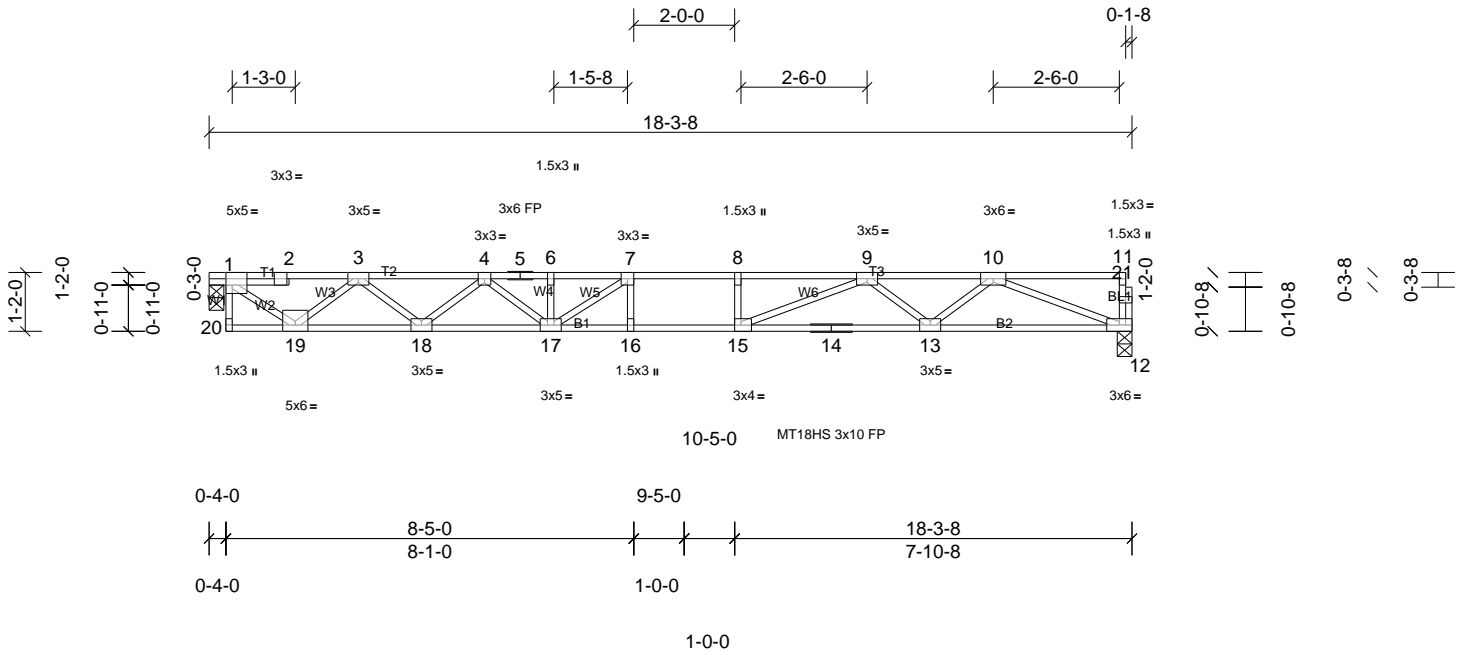 2-0-0 0-1-8
1-3-0 1-5-8 2-6-0 2-6-0
18-3-8
1.5x3 II
3x3 =
5x5 = 3x5 = 3x6 FP 1.5x3 II 3x6 = 1.5x3 =
3x3 = 3x3 = 3x5 = 1.5x3 II
1 2 3 4 5 6 7 8 9 10 11
T1 T2 T3 21
1-2-0 0-11-0 1-2-0 0-11-0 0-3-0 1-2-0 0-10-8 0-10-8 0-3-8 0-3-8
W2 W3 W4 W5 W6 BL1
20 B1 B2
19 18 17 16 15 14 13 12
1.5x3 II 3x5 = 1.5x3 II 3x5 =
5x6 = 3x5 = 3x4 = 3x6 =
10-5-0 MT18HS 3x10 FP
0-4-0 9-5-0
8-5-0 18-3-8
8-1-0 7-10-8
0-4-0 1-0-0
1-0-0